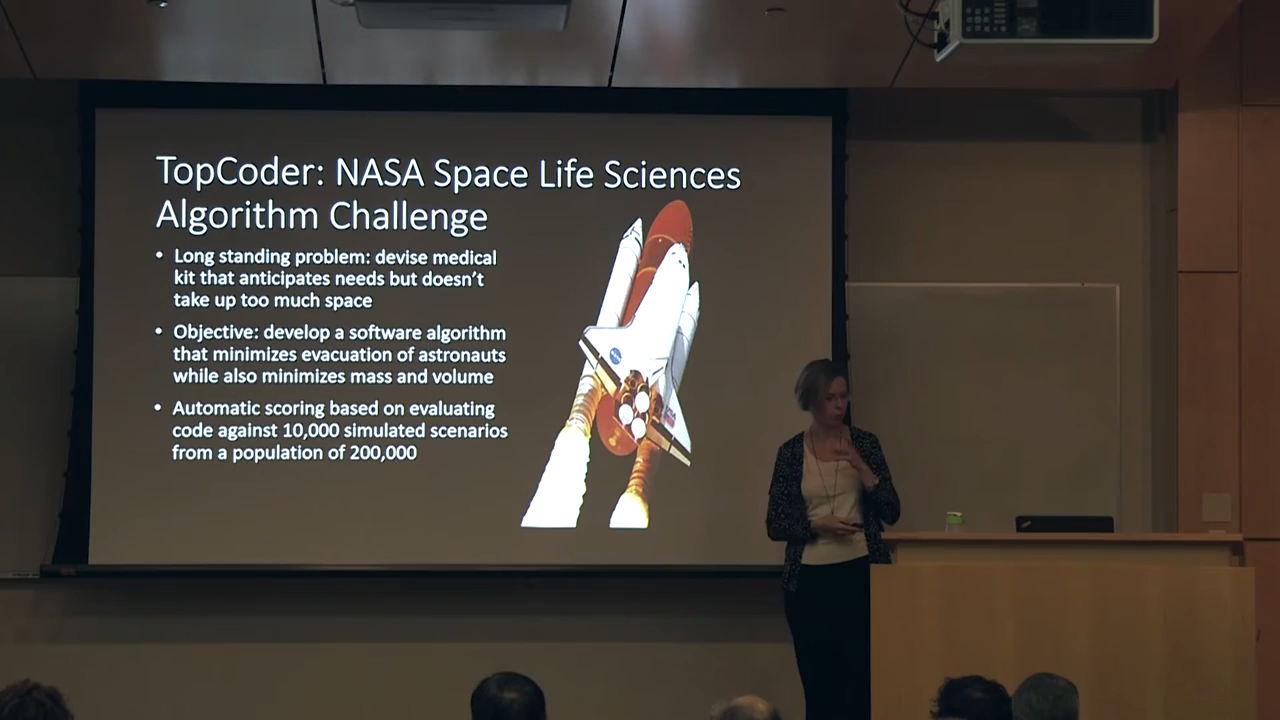 TopCoder: NASA Space Life Sciences
Algorithm Challenge
• Long standing problem: devise medical
kit that anticipates needs but doesn't
take up too much space
• Objective: develop a software algorithm
that minimizes evacuation of astronauts
while also minimizes mass and volume
• Automatic scoring based on evaluating
code against 10,000 simulated scenarios
from a population of 200,000